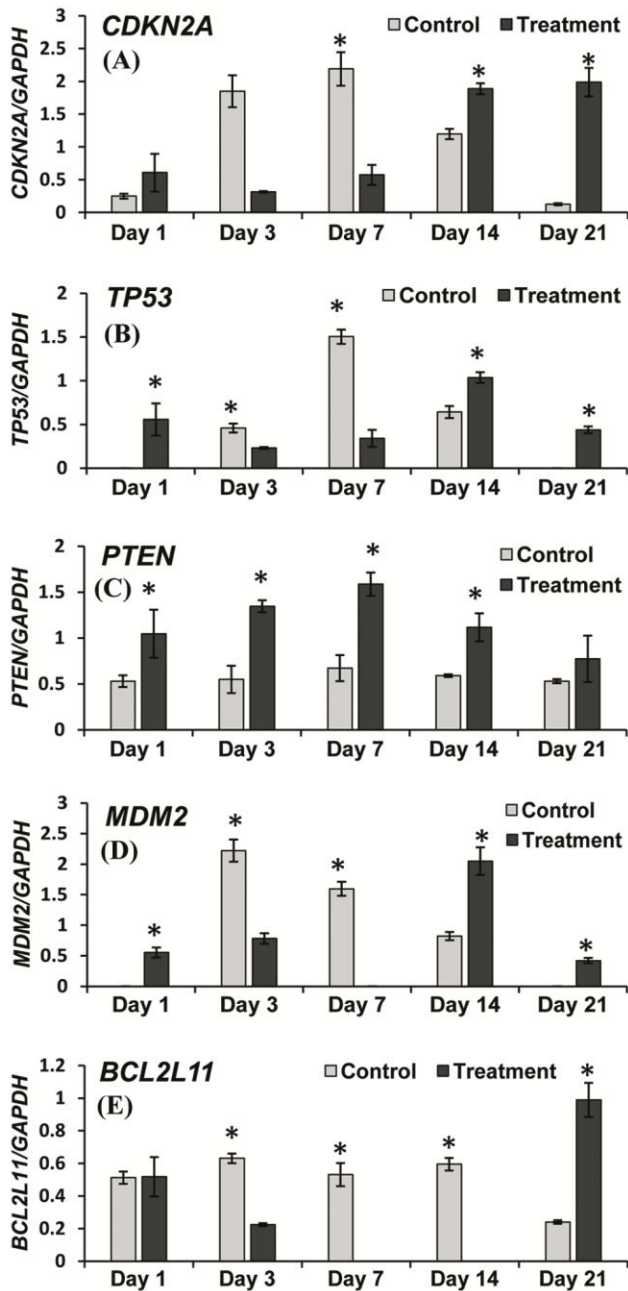 CDKN2A
Control Treatment
(A)
CDKN2A/GAPDH
2.5
2
1.5
1
0.5
0
* * *
Day 1 Day 3 Day 7 Day 14 Day 21
TP53
Control Treatment
(B)
TP53/GAPDH
2
1.5
1
0.5
0
* * * * *
Day 1 Day 3 Day 7 Day 14 Day 21
PTEN
Control
Treatment
(C)
PTEN/GAPDH
2
1.5
1
0.5
0
* * * *
Day 1 Day 3 Day 7 Day 14 Day 21
MDM2
Control
Treatment
(D)
MDM2/GAPDH
3
2.5
2
1.5
1
0.5
0
* * * * *
Day 1 Day 3 Day 7 Day 14 Day 21
BCL2L11
Control Treatment
(E)
BCL2L11/GAPDH
1.2
1
0.8
0.6
0.4
0.2
0
* * * *
Day 1 Day 3 Day 7 Day 14 Day 21